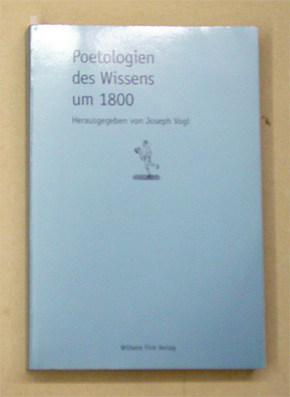 Poetologien
des Wissens
um 1800
Herausgegeben von Joseph Vogl
Wilhelm Fink Verlag